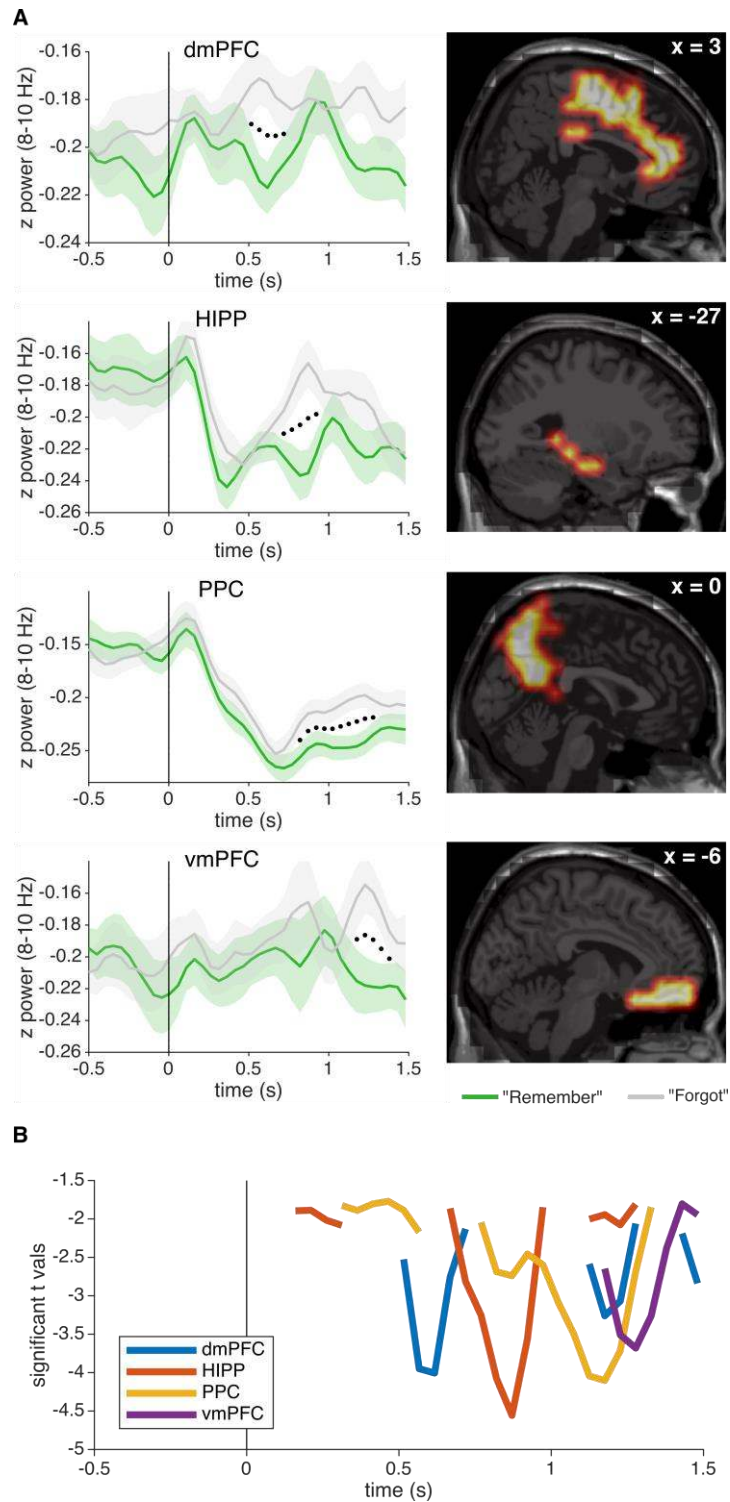 A
dmPFC
x = 3
z power (8-10 Hz)
-0.16
-0.18
-0.2
-0.22
-0.24
-0.5 0 0.5 1 1.5
time (s)
HIPP
x = -27
z power (8-10 Hz)
-0.16
-0.18
-0.2
-0.22
-0.24
-0.26
-0.5 0 0.5 1 1.5
time (s)
PPC
x = 0
z power (8-10 Hz)
-0.15
-0.2
-0.25
-0.5 0 0.5 1 1.5
time (s)
vmPFC
x = -6
z power (8-10 Hz)
-0.16
-0.18
-0.2
-0.22
-0.24
-0.26
-0.5 0 0.5 1 1.5
time (s)
"Remember" "Forgot"
B
significant t vals
-1.5
-2
-2.5
-3
-3.5
-4
-4.5
-5
dmPFC
HIPP
PPC
vmPFC
-0.5 0 0.5 1 1.5
time (s)